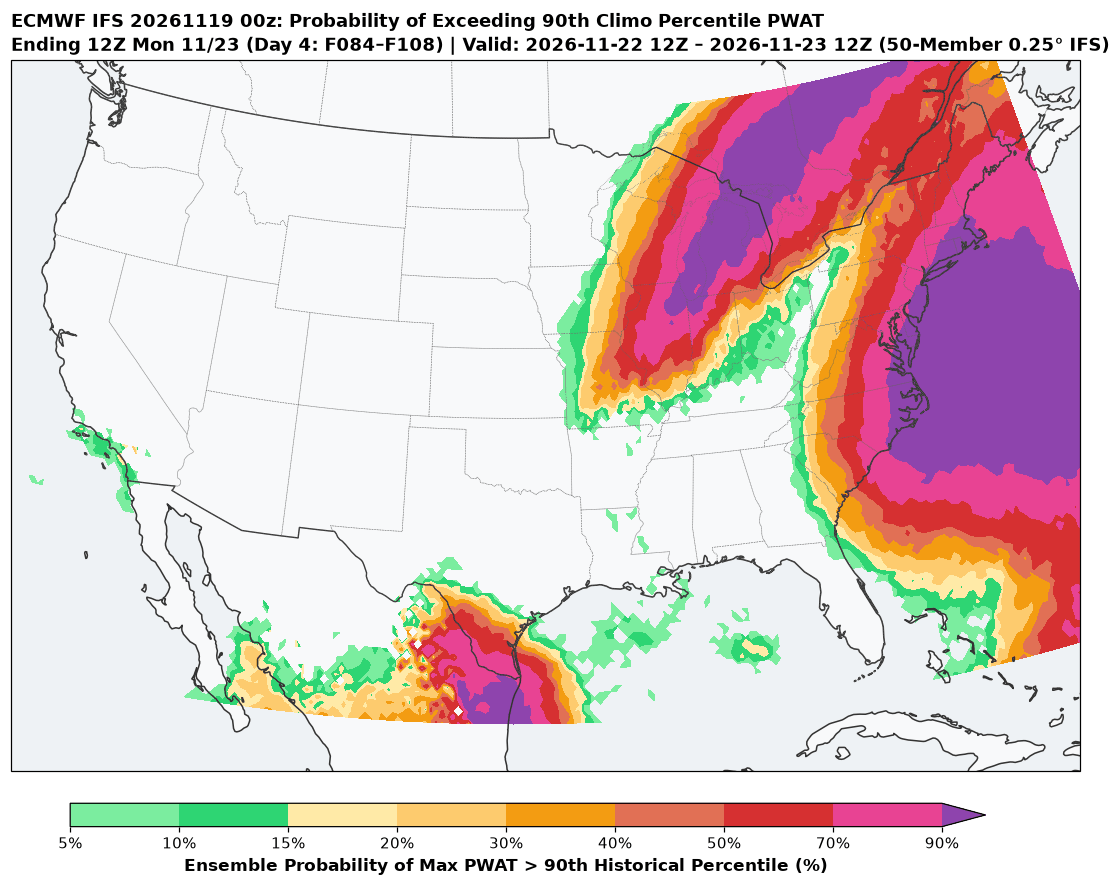 ECMWF IFS 20261119 00z: Probability of Exceeding 90th Climo Percentile PWAT
Ending 12Z Mon 11/23 (Day 4: F084–F108) | Valid: 2026-11-22 12Z – 2026-11-23 12Z (50-Member 0.25° IFS)
5% 10% 15% 20% 30% 40% 50% 70% 90%
Ensemble Probability of Max PWAT > 90th Historical Percentile (%)